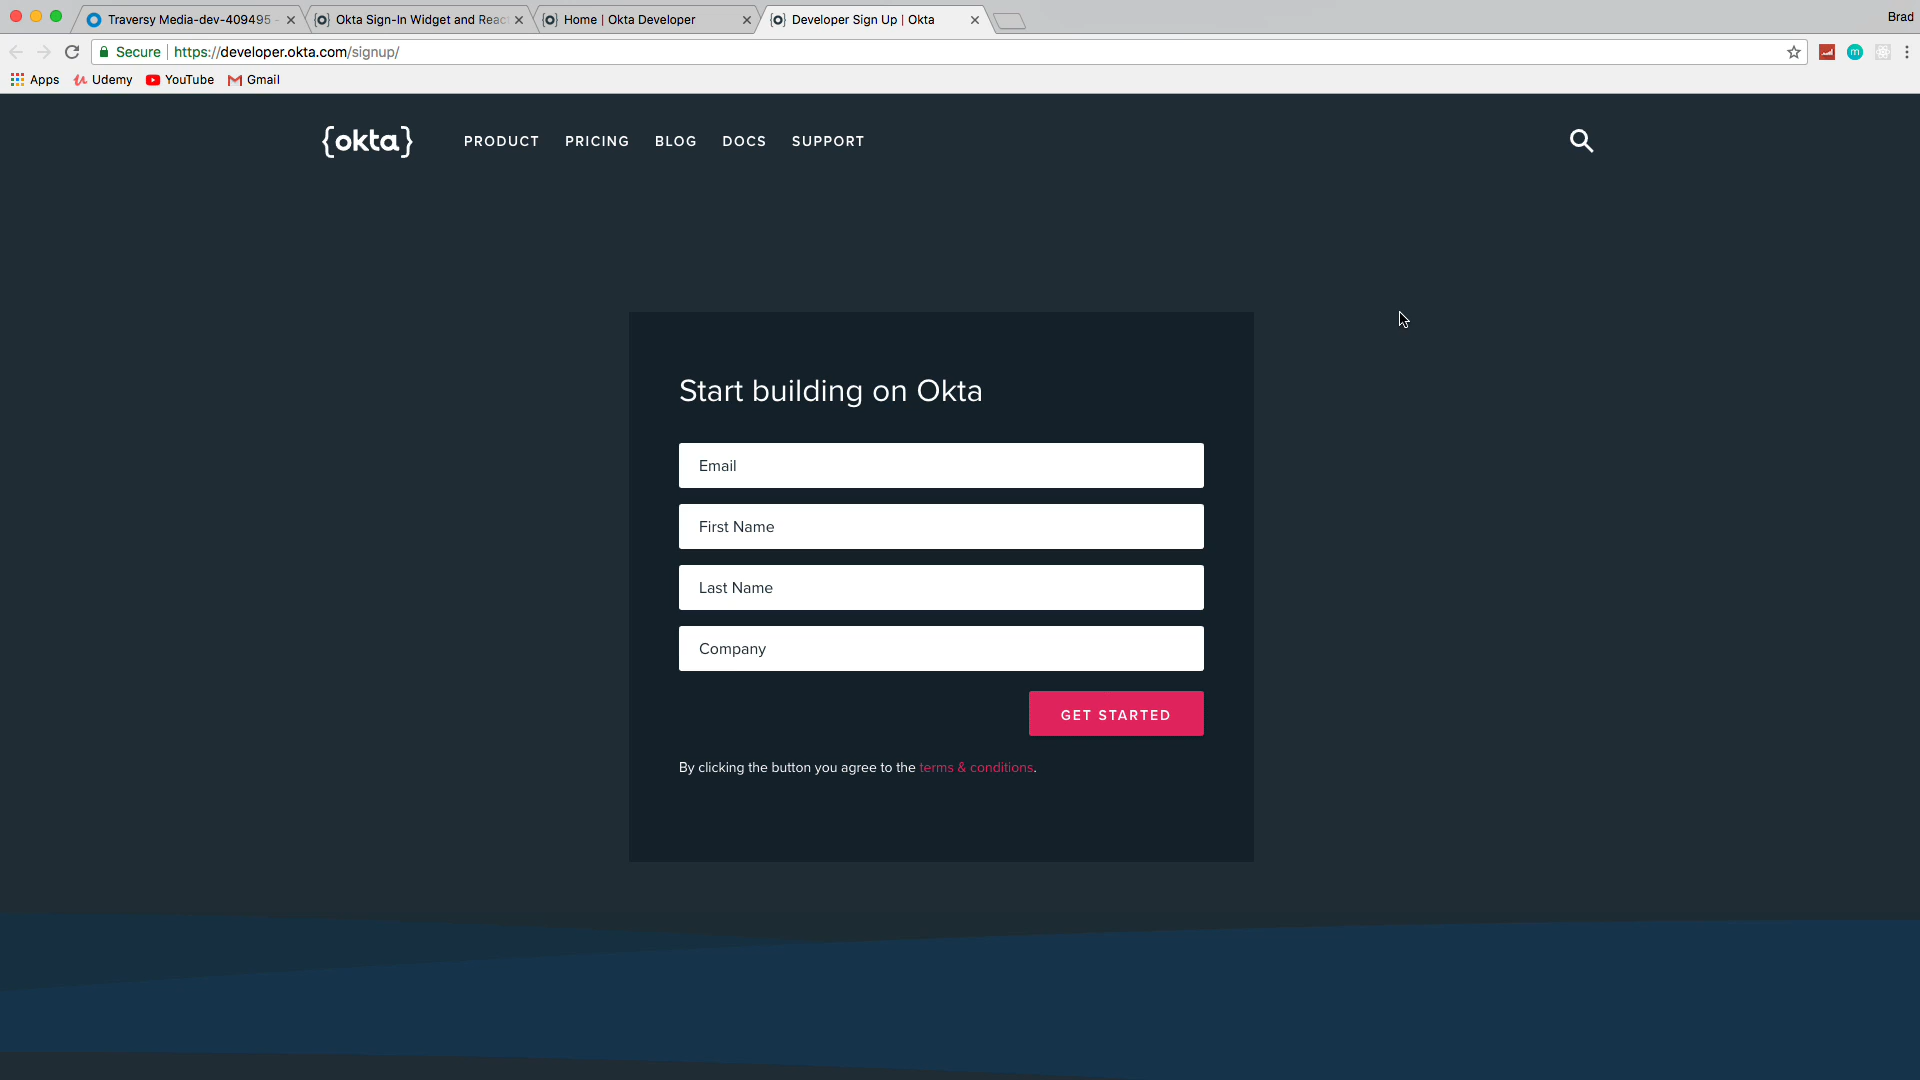 Traversy Media-dev-409495 -
Okta Sign-In Widget and Reac
Home | Okta Developer
Developer Sign Up | Okta
Brad
Secure
https://developer.okta.com/signup/
m
Apps
Udemy
YouTube
Gmail
{okta}
PRODUCT
PRICING
BLOG
DOCS
SUPPORT
Start building on Okta
Email
First Name
Last Name
Company
GET STARTED
By clicking the button you agree to the terms & conditions.